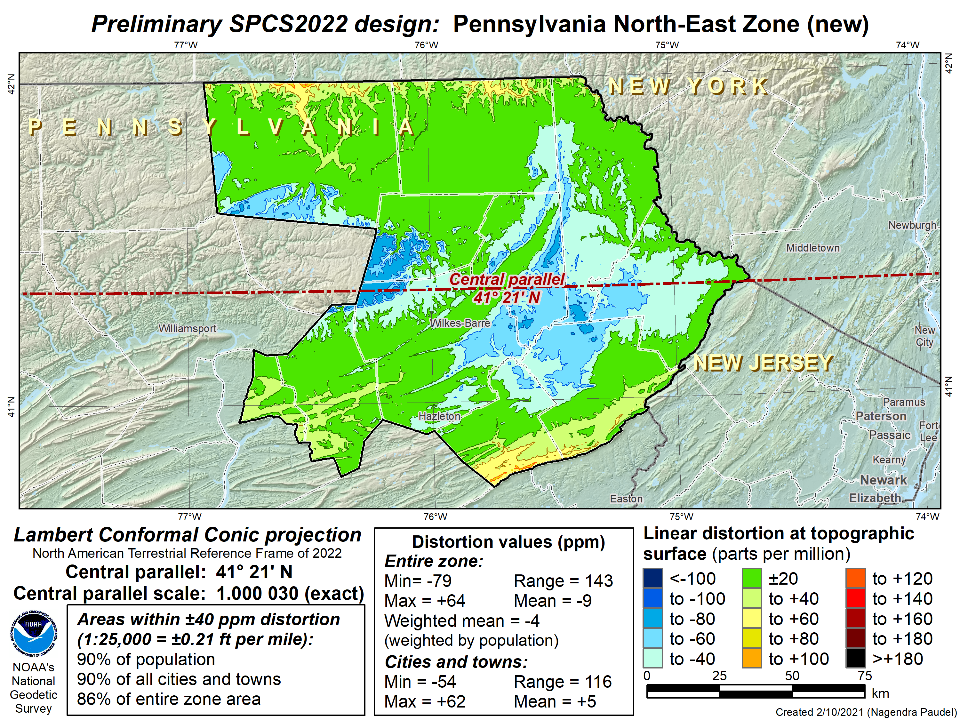 Preliminary SPCS2022 design: Pennsylvania North-East Zone (new)
77°W 76°W 75°W 74°W
42°N 42°N
NEW YORK
PENNSYLVANIA
Newburgh
Middletown
Central parallel
41° 21' N
Williamsport
Wilkes-Barre
New
City
NEW JERSEY
41°N 41°N
Hazleton
Paramus
Paterson
Fort
Lee
Passaic
Kearny
Newark
Easton
Elizabeth
77°W 76°W 75°W 74°W
Lambert Conformal Conic projection
North American Terrestrial Reference Frame of 2022
Central parallel: 41° 21' N
Central parallel scale: 1.000 030 (exact)
NOAA's
National
Geodetic
Survey
Areas within ±40 ppm distortion
(1:25,000 = ±0.21 ft per mile):
90% of population
90% of all cities and towns
86% of entire zone area
Distortion values (ppm)
Entire zone:
Min= -79 Range = 143
Max = +64 Mean = -9
Weighted mean = -4
(weighted by population)
Cities and towns:
Min = -54 Range = 116
Max = +62 Mean = +5
Linear distortion at topographic
surface (parts per million)
<-100 ±20 to +120
to -100 to +40 to +140
to -80 to +60 to +160
to -60 to +80 to +180
to -40 to +100 >+180
0 25 50 75
km
Created 2/10/2021 (Nagendra Paudel)